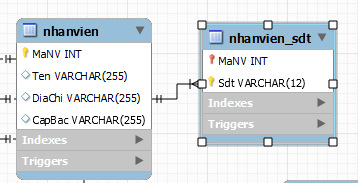 nhanvien
MaNV INT
Ten VARCHAR(255)
DiaChi VARCHAR(255)
CapBac VARCHAR(255)
Indexes
Triggers
nhanvien_sdt
MaNV INT
Sdt VARCHAR(12)
Indexes
Triggers